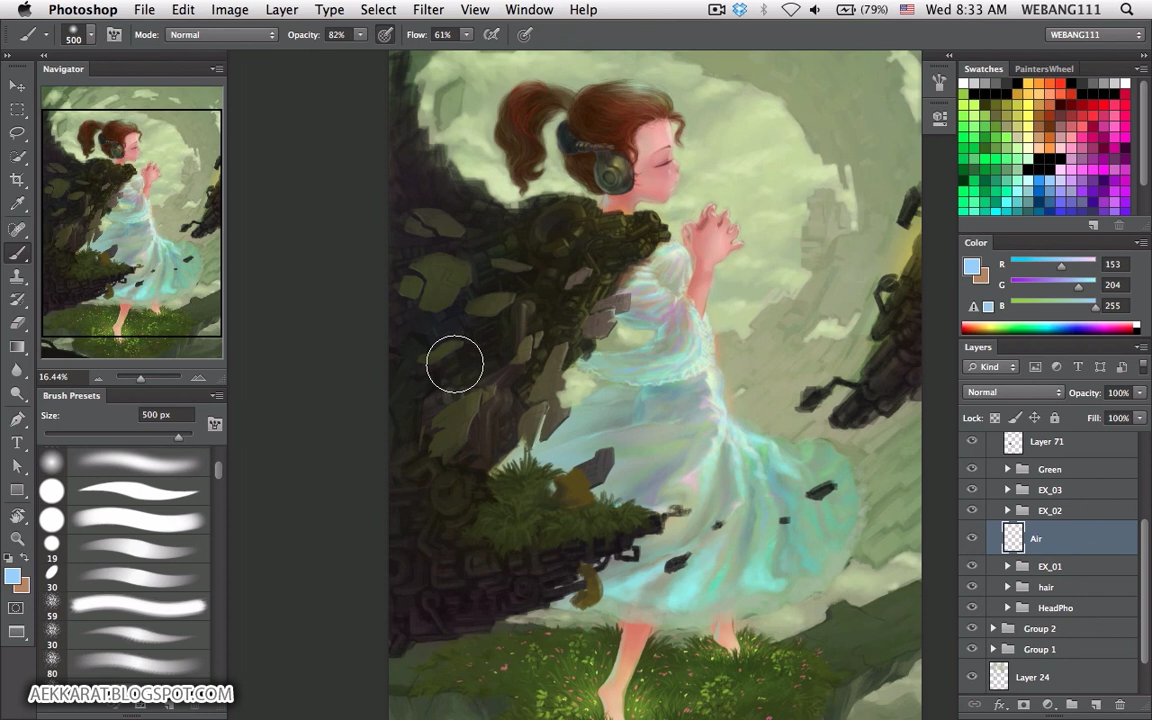 Photoshop File Edit Image Layer Type Select Filter View Window Help (79%) Wed 8:33 AM WEBANG111
500 Mode: Normal Opacity: 82% Flow: 61% WEBANG111
Navigator
16.44%
Brush Presets
Size: 500 px
19
30
59
30
80
Swatches PaintersWheel
Color
R 153
G 204
B 255
Layers
Kind
Normal Opacity: 100%
Lock: Fill: 100%
Layer 71
Green
EX_03
EX_02
Air
EX_01
hair
HeadPho
Group 2
Group 1
Layer 24
fx
AEKKARAT.BLOGSPOT.COM